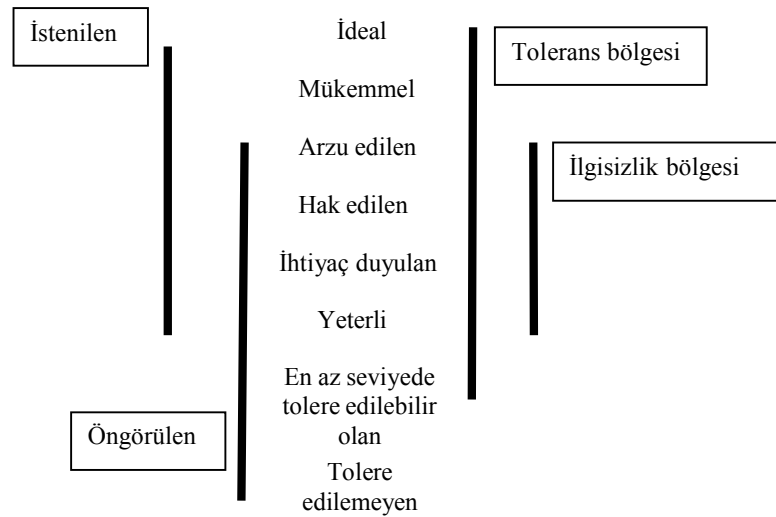 İstenilen
İdeal
Tolerans bölgesi
Mükemmel
Arzu edilen
İlgisizlik bölgesi
Hak edilen
İhtiyaç duyulan
Yeterli
En az seviyede
tolere edilebilir
olan
Öngörülen
Tolere
edilemeyen